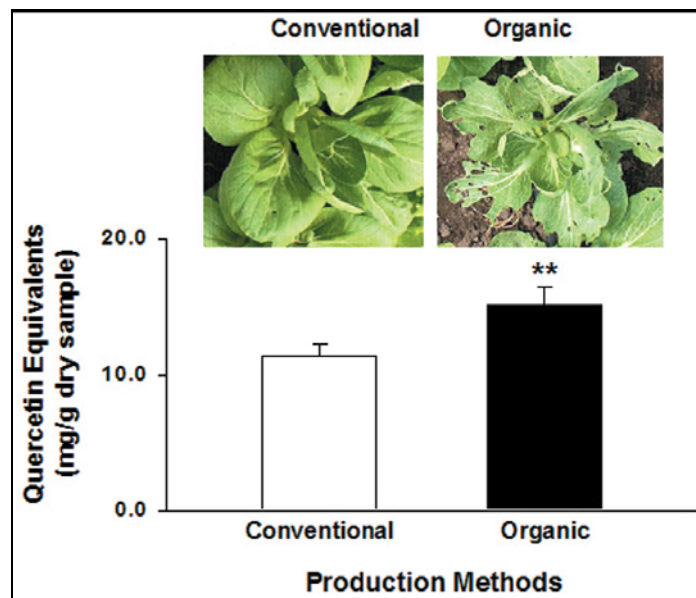 Conventional Organic
20.0
**
Quercetin Equivalents
(mg/g dry sample)
10.0
0.0
Conventional Organic
Production Methods